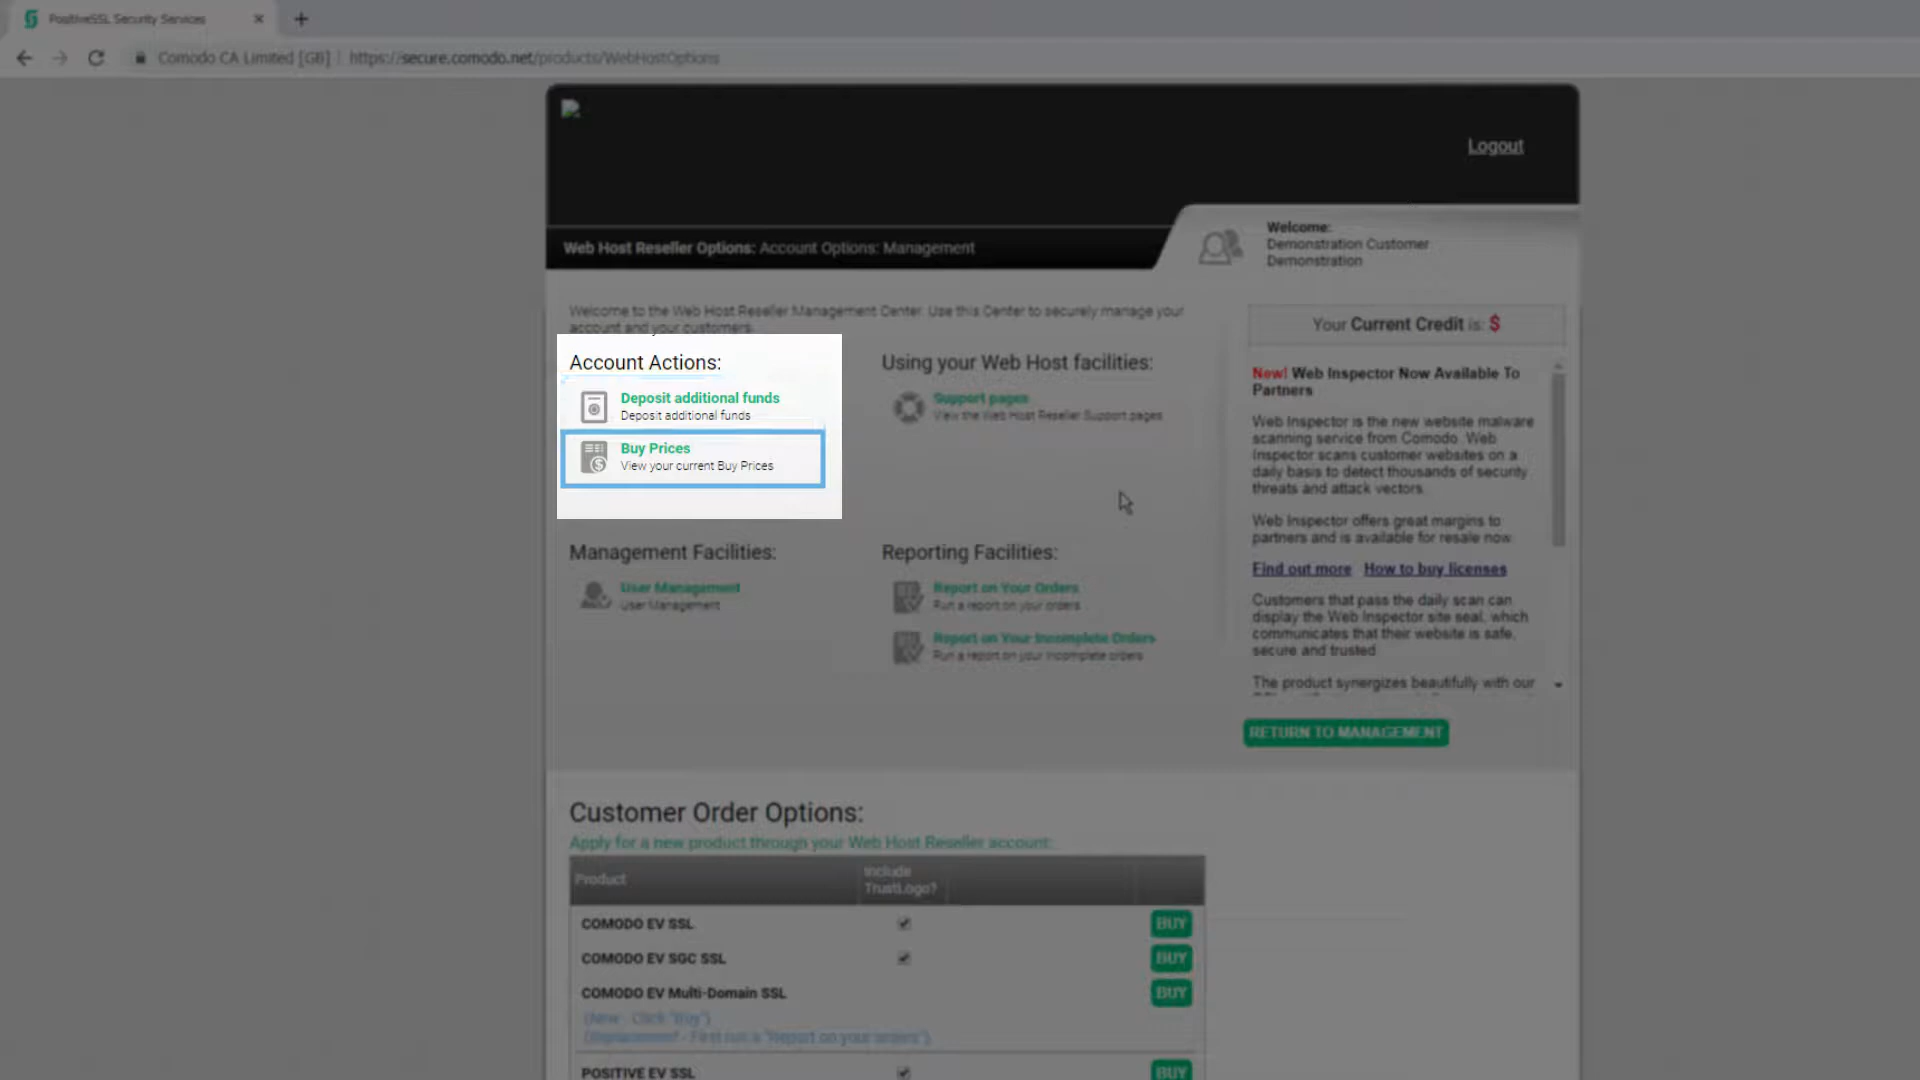 PositiveSSL Security Services
Comodo CA Limited [GB] | https://secure.comodo.net/products/WebHostOptions
Logout
Web Host Reseller Options: Account Options: Management
Welcome:
Demonstration Customer
Demonstration
Welcome to the Web Host Reseller Management Center. Use this Center to securely manage your
account and your customers.
Your Current Credit is: $
Account Actions:
Deposit additional funds
Deposit additional funds
Buy Prices
View your current Buy Prices
Using your Web Host facilities:
Support pages
View the Web Host Reseller Support pages
New! Web Inspector Now Available To
Partners
Web Inspector is the new website malware
scanning service from Comodo. Web
Inspector scans customer websites on a
daily basis to detect thousands of security
threats and attack vectors.
Web Inspector offers great margins to
partners and is available for resale now.
Find out more How to buy licenses
Customers that pass the daily scan can
display the Web Inspector site seal, which
communicates that their website is safe,
secure and trusted
The product synergizes beautifully with our
Management Facilities:
User Management
User Management
Reporting Facilities:
Report on Your Orders
Run a report on your orders
Report on Your Incomplete Orders
Run a report on your incomplete orders
RETURN TO MANAGEMENT
Customer Order Options:
Apply for a new product through your Web Host Reseller account:
Product
Include
TrustLogo?
COMODO EV SSL
BUY
COMODO EV SGC SSL
BUY
COMODO EV Multi-Domain SSL
BUY
(New - Click "Buy")
(Replacement - First run a "Report on your orders")
POSITIVE EV SSL
BUY